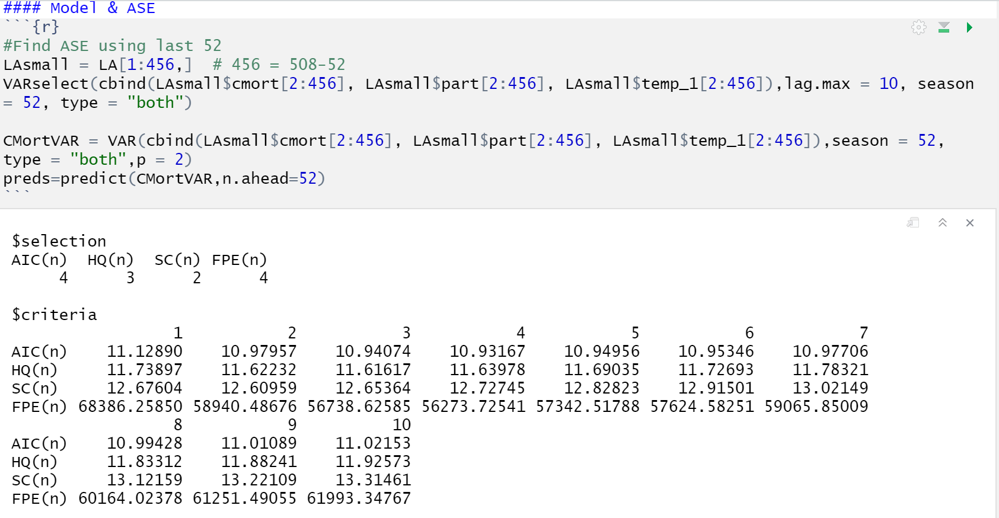 #### Model & ASE
```{r}
#Find ASE using last 52
LAsmall = LA[1:456,]  # 456 = 508-52
VARselect(cbind(LAsmall$cmort[2:456], LAsmall$part[2:456], LAsmall$temp_1[2:456]),lag.max = 10, season
= 52, type = "both")
CMortVAR = VAR(cbind(LAsmall$cmort[2:456], LAsmall$part[2:456], LAsmall$temp_1[2:456]),season = 52,
type = "both",p = 2)
preds=predict(CMortVAR,n.ahead=52)
```
$selection
AIC(n)  HQ(n)  SC(n) FPE(n)
     4      3      2      4
$criteria
                 1           2           3           4           5           6           7
AIC(n)    11.12890    10.97957    10.94074    10.93167    10.94956    10.95346    10.97706
HQ(n)     11.73897    11.62232    11.61617    11.63978    11.69035    11.72693    11.78321
SC(n)     12.67604    12.60959    12.65364    12.72745    12.82823    12.91501    13.02149
FPE(n) 68386.25850 58940.48676 56738.62585 56273.72541 57342.51788 57624.58251 59065.85009
                 8           9          10
AIC(n)    10.99428    11.01089    11.02153
HQ(n)     11.83312    11.88241    11.92573
SC(n)     13.12159    13.22109    13.31461
FPE(n) 60164.02378 61251.49055 61993.34767